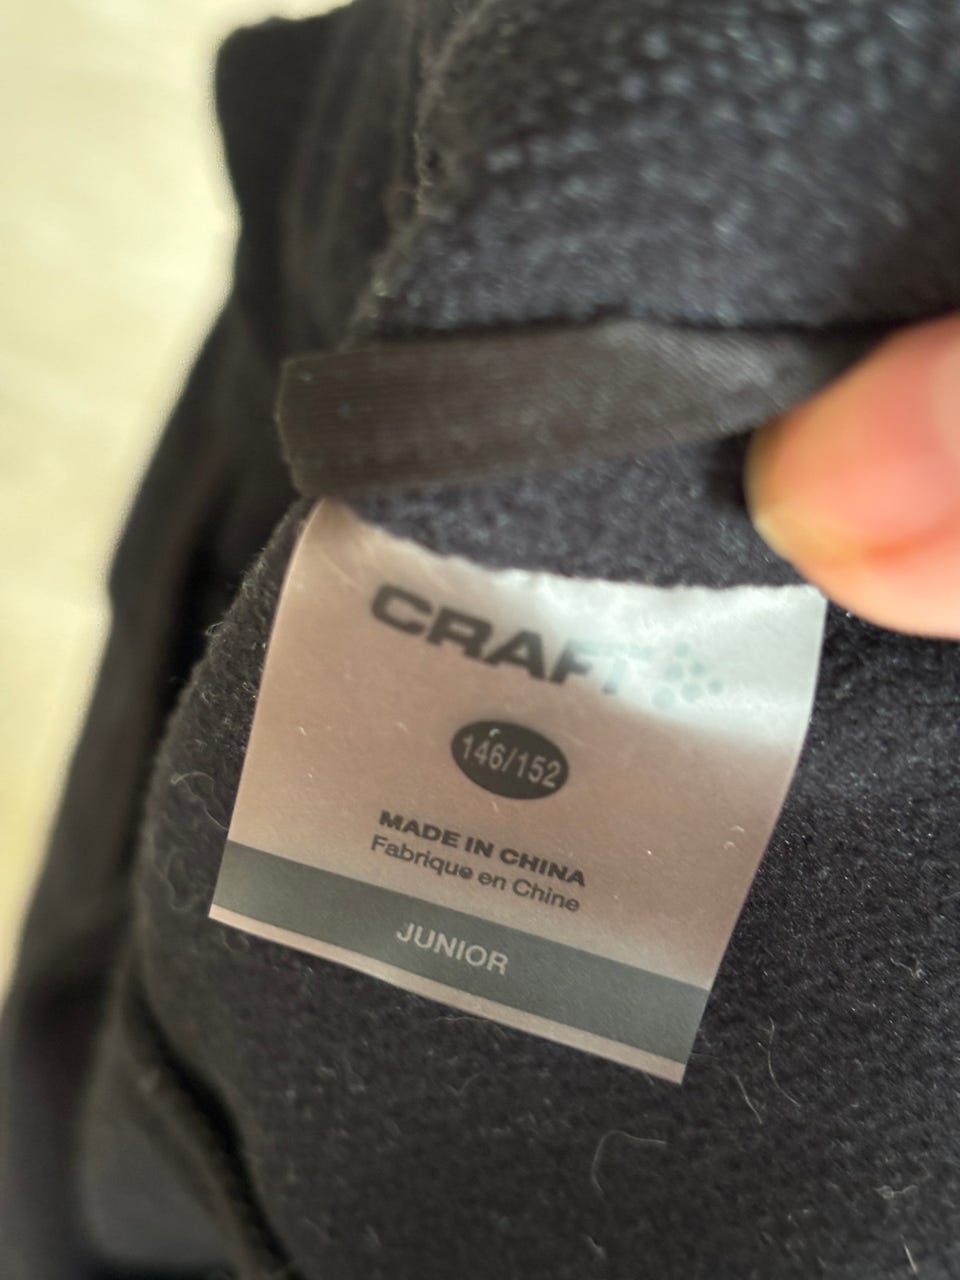 CRAFT
146/152
MADE IN CHINA
Fabrique en Chine
JUNIOR